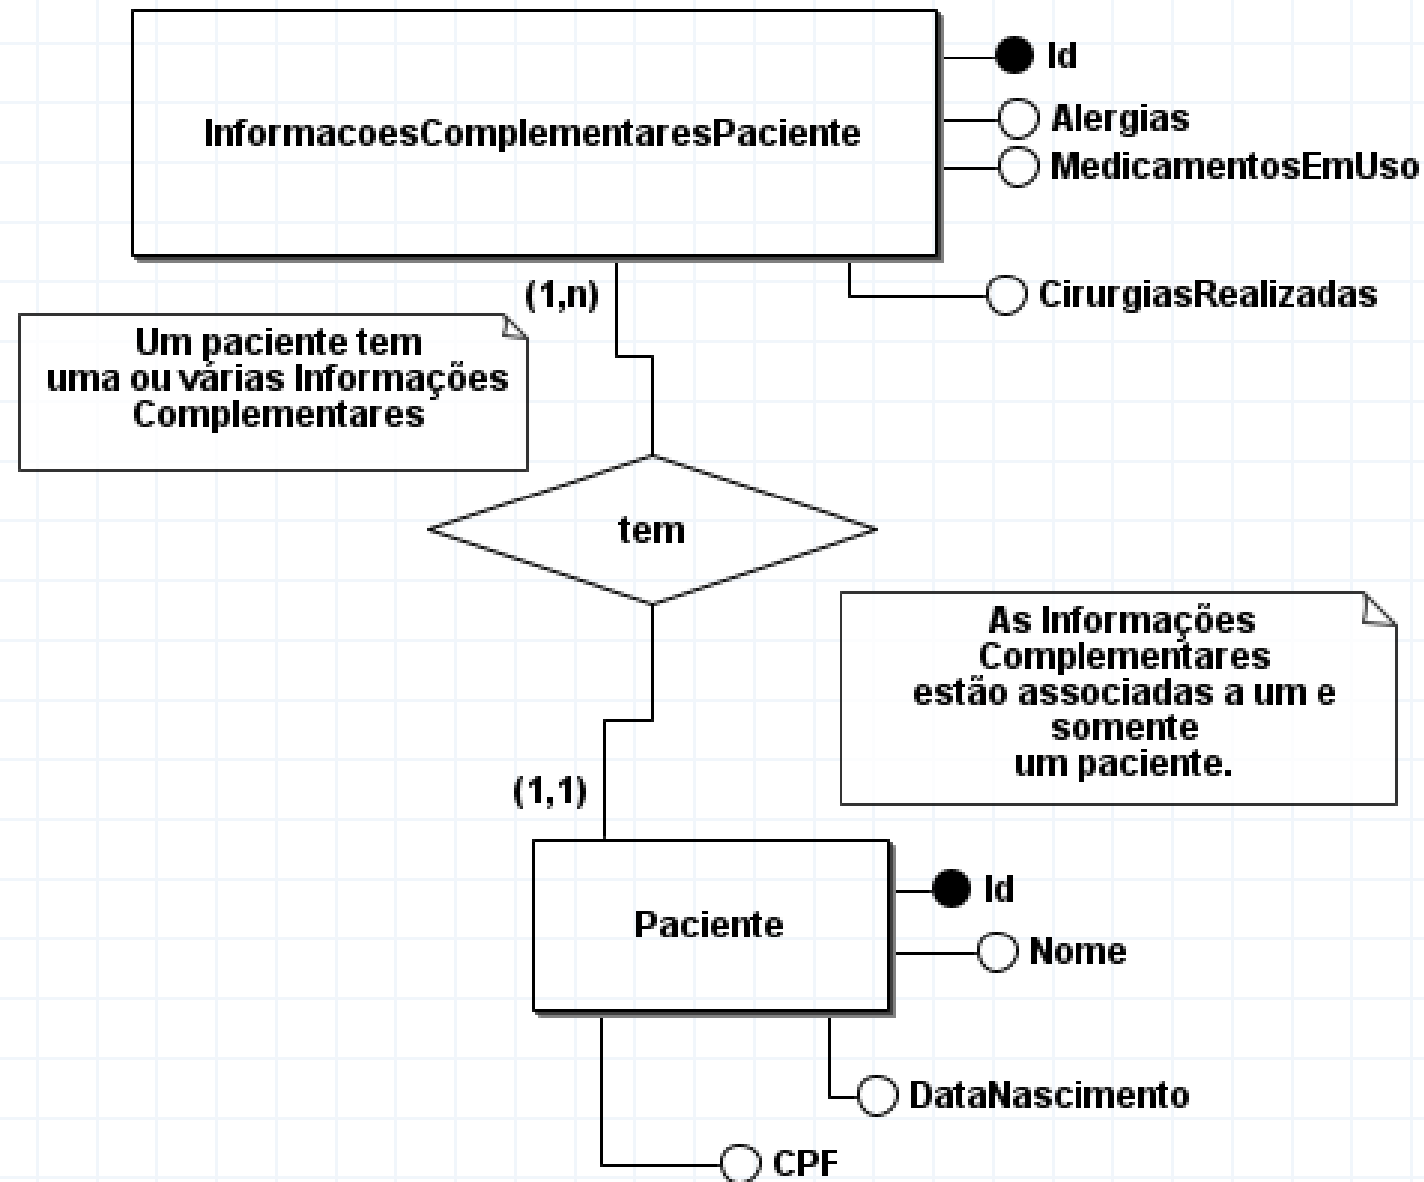 InformacoesComplementaresPaciente
Id
Alergias
MedicamentosEmUso
CirurgiasRealizadas
(1,n)
Um paciente tem
uma ou várias Informações
Complementares
tem
As Informações
Complementares
estão associadas a um e
somente
um paciente.
(1,1)
Paciente
Id
Nome
DataNascimento
CPF